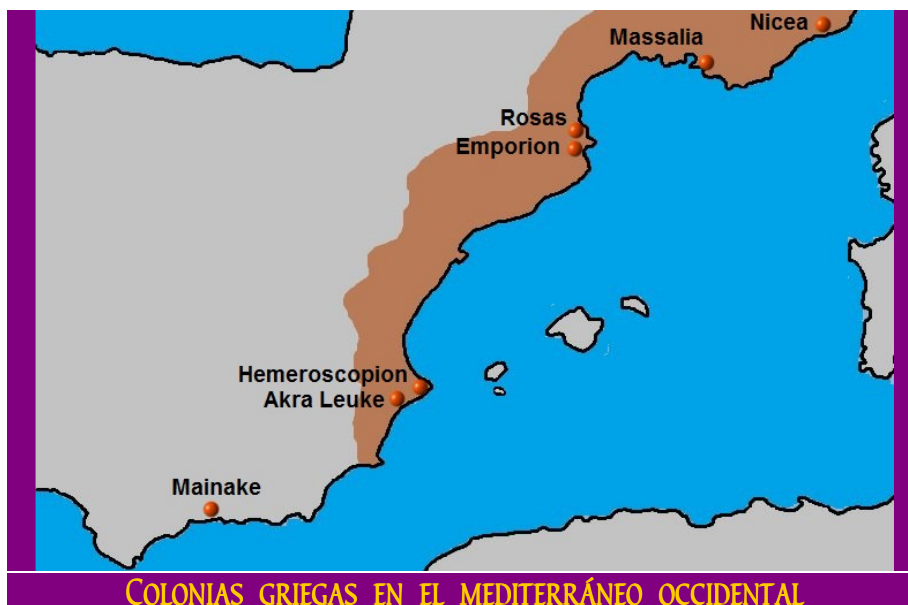 Nicea
Massalia
Rosas
Emporion
Hemeroscopion
Akra Leuke
Mainake
COLONIAS GRIEGAS EN EL MEDITERRÁNEO OCCIDENTAL